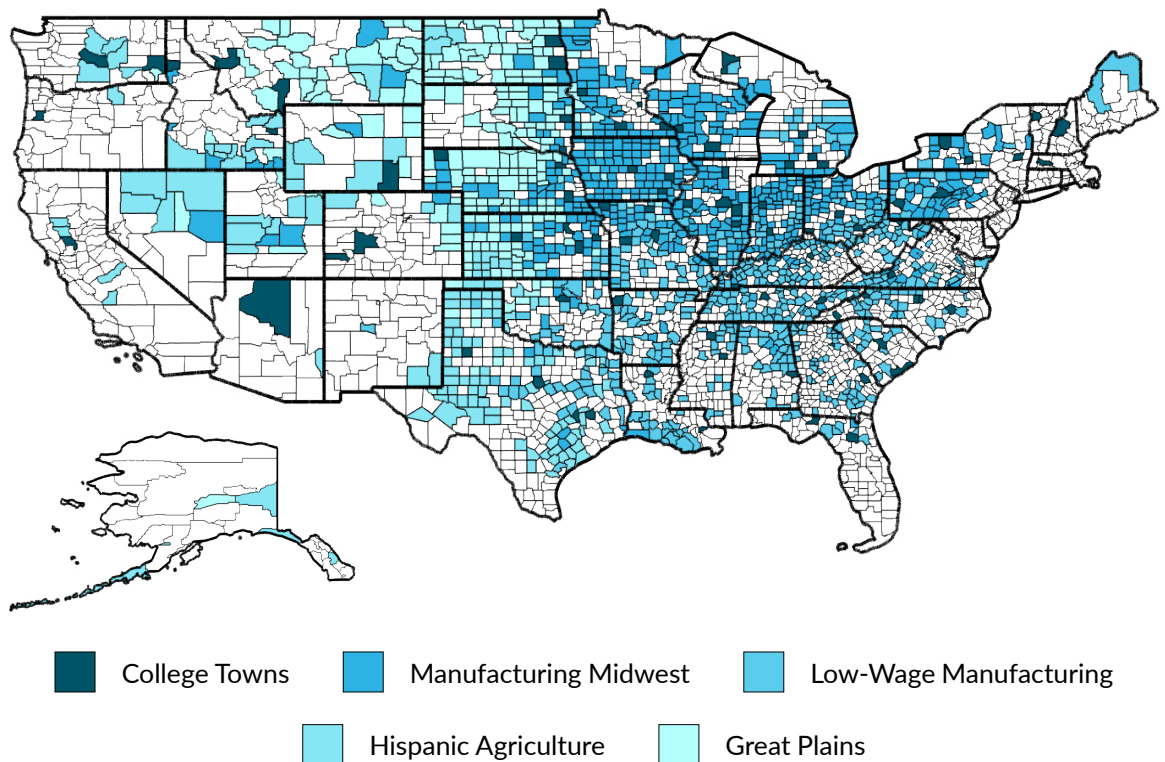 College Towns
Manufacturing Midwest
Low-Wage Manufacturing
Hispanic Agriculture
Great Plains